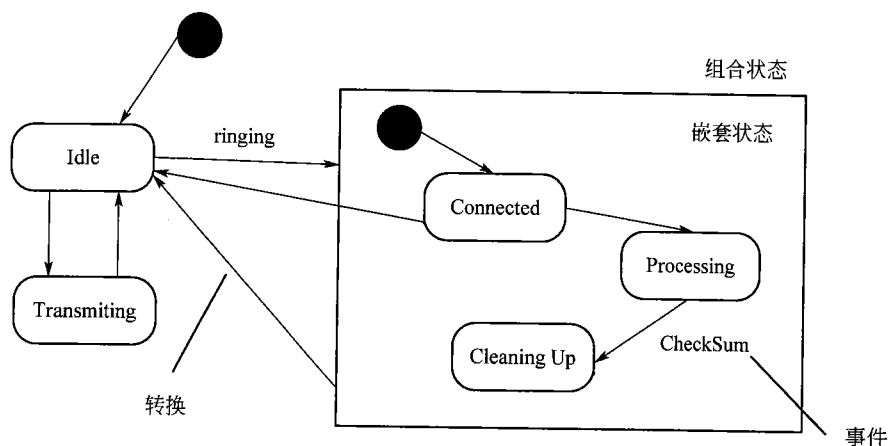 组合状态
嵌套状态
ringing
Idle
Connected
Processing
Transmiting
CheckSum
Cleaning Up
转换
事件